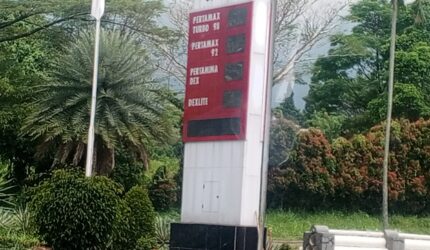 PERTAMAX
TURBO 98
PERTAMAX
92
PERTAMINA
DEX
DEXLITE